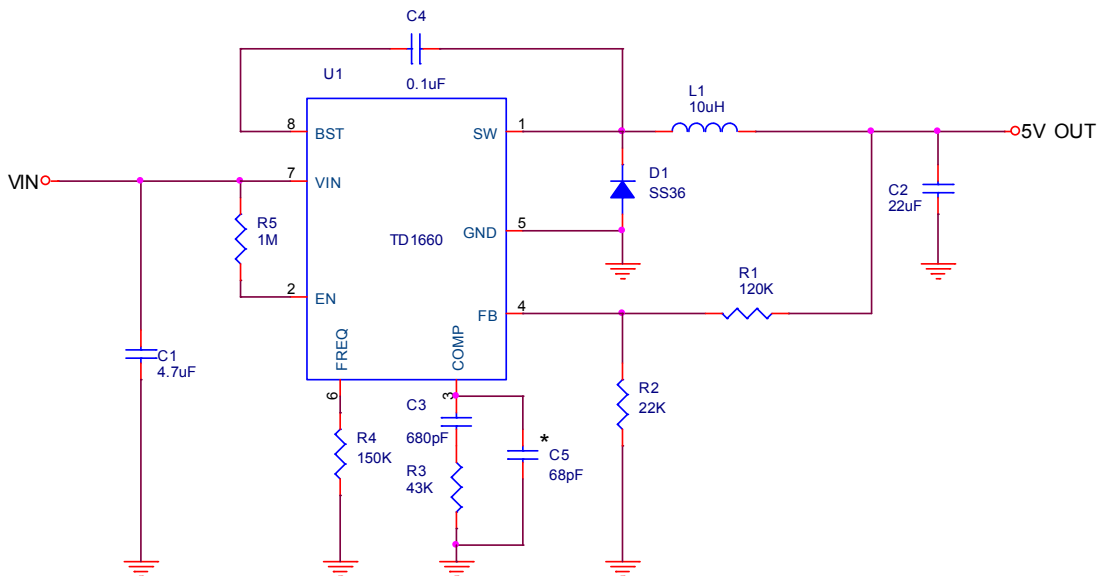 C4
0.1uF
U1
L1
10uH
8 BST
SW 1
5V OUT
VIN
7 VIN
D1
SS36
C2
22uF
R5
1M
GND 5
TD1660
R1
120K
2 EN
FB 4
FREQ
COMP
C1
4.7uF
6
3
R2
22K
C3
680pF
*
C5
68pF
R4
150K
R3
43K